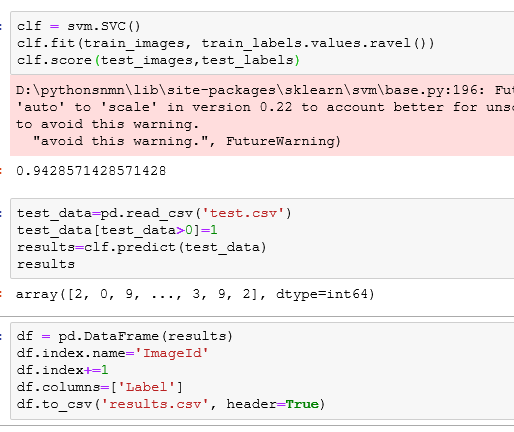 clf = svm.SVC()
clf.fit(train_images, train_labels.values.ravel())
clf.score(test_images,test_labels)
D:\pythonsnmn\lib\site-packages\sklearn\svm\base.py:196: Fut
'auto' to 'scale' in version 0.22 to account better for uns
to avoid this warning.
"avoid this warning.", FutureWarning)
0.9428571428571428
test_data=pd.read_csv('test.csv')
test_data[test_data>0]=1
results=clf.predict(test_data)
results
array([2, 0, 9, ..., 3, 9, 2], dtype=int64)
df = pd.DataFrame(results)
df.index.name='ImageId'
df.index+=1
df.columns=['Label']
df.to_csv('results.csv', header=True)